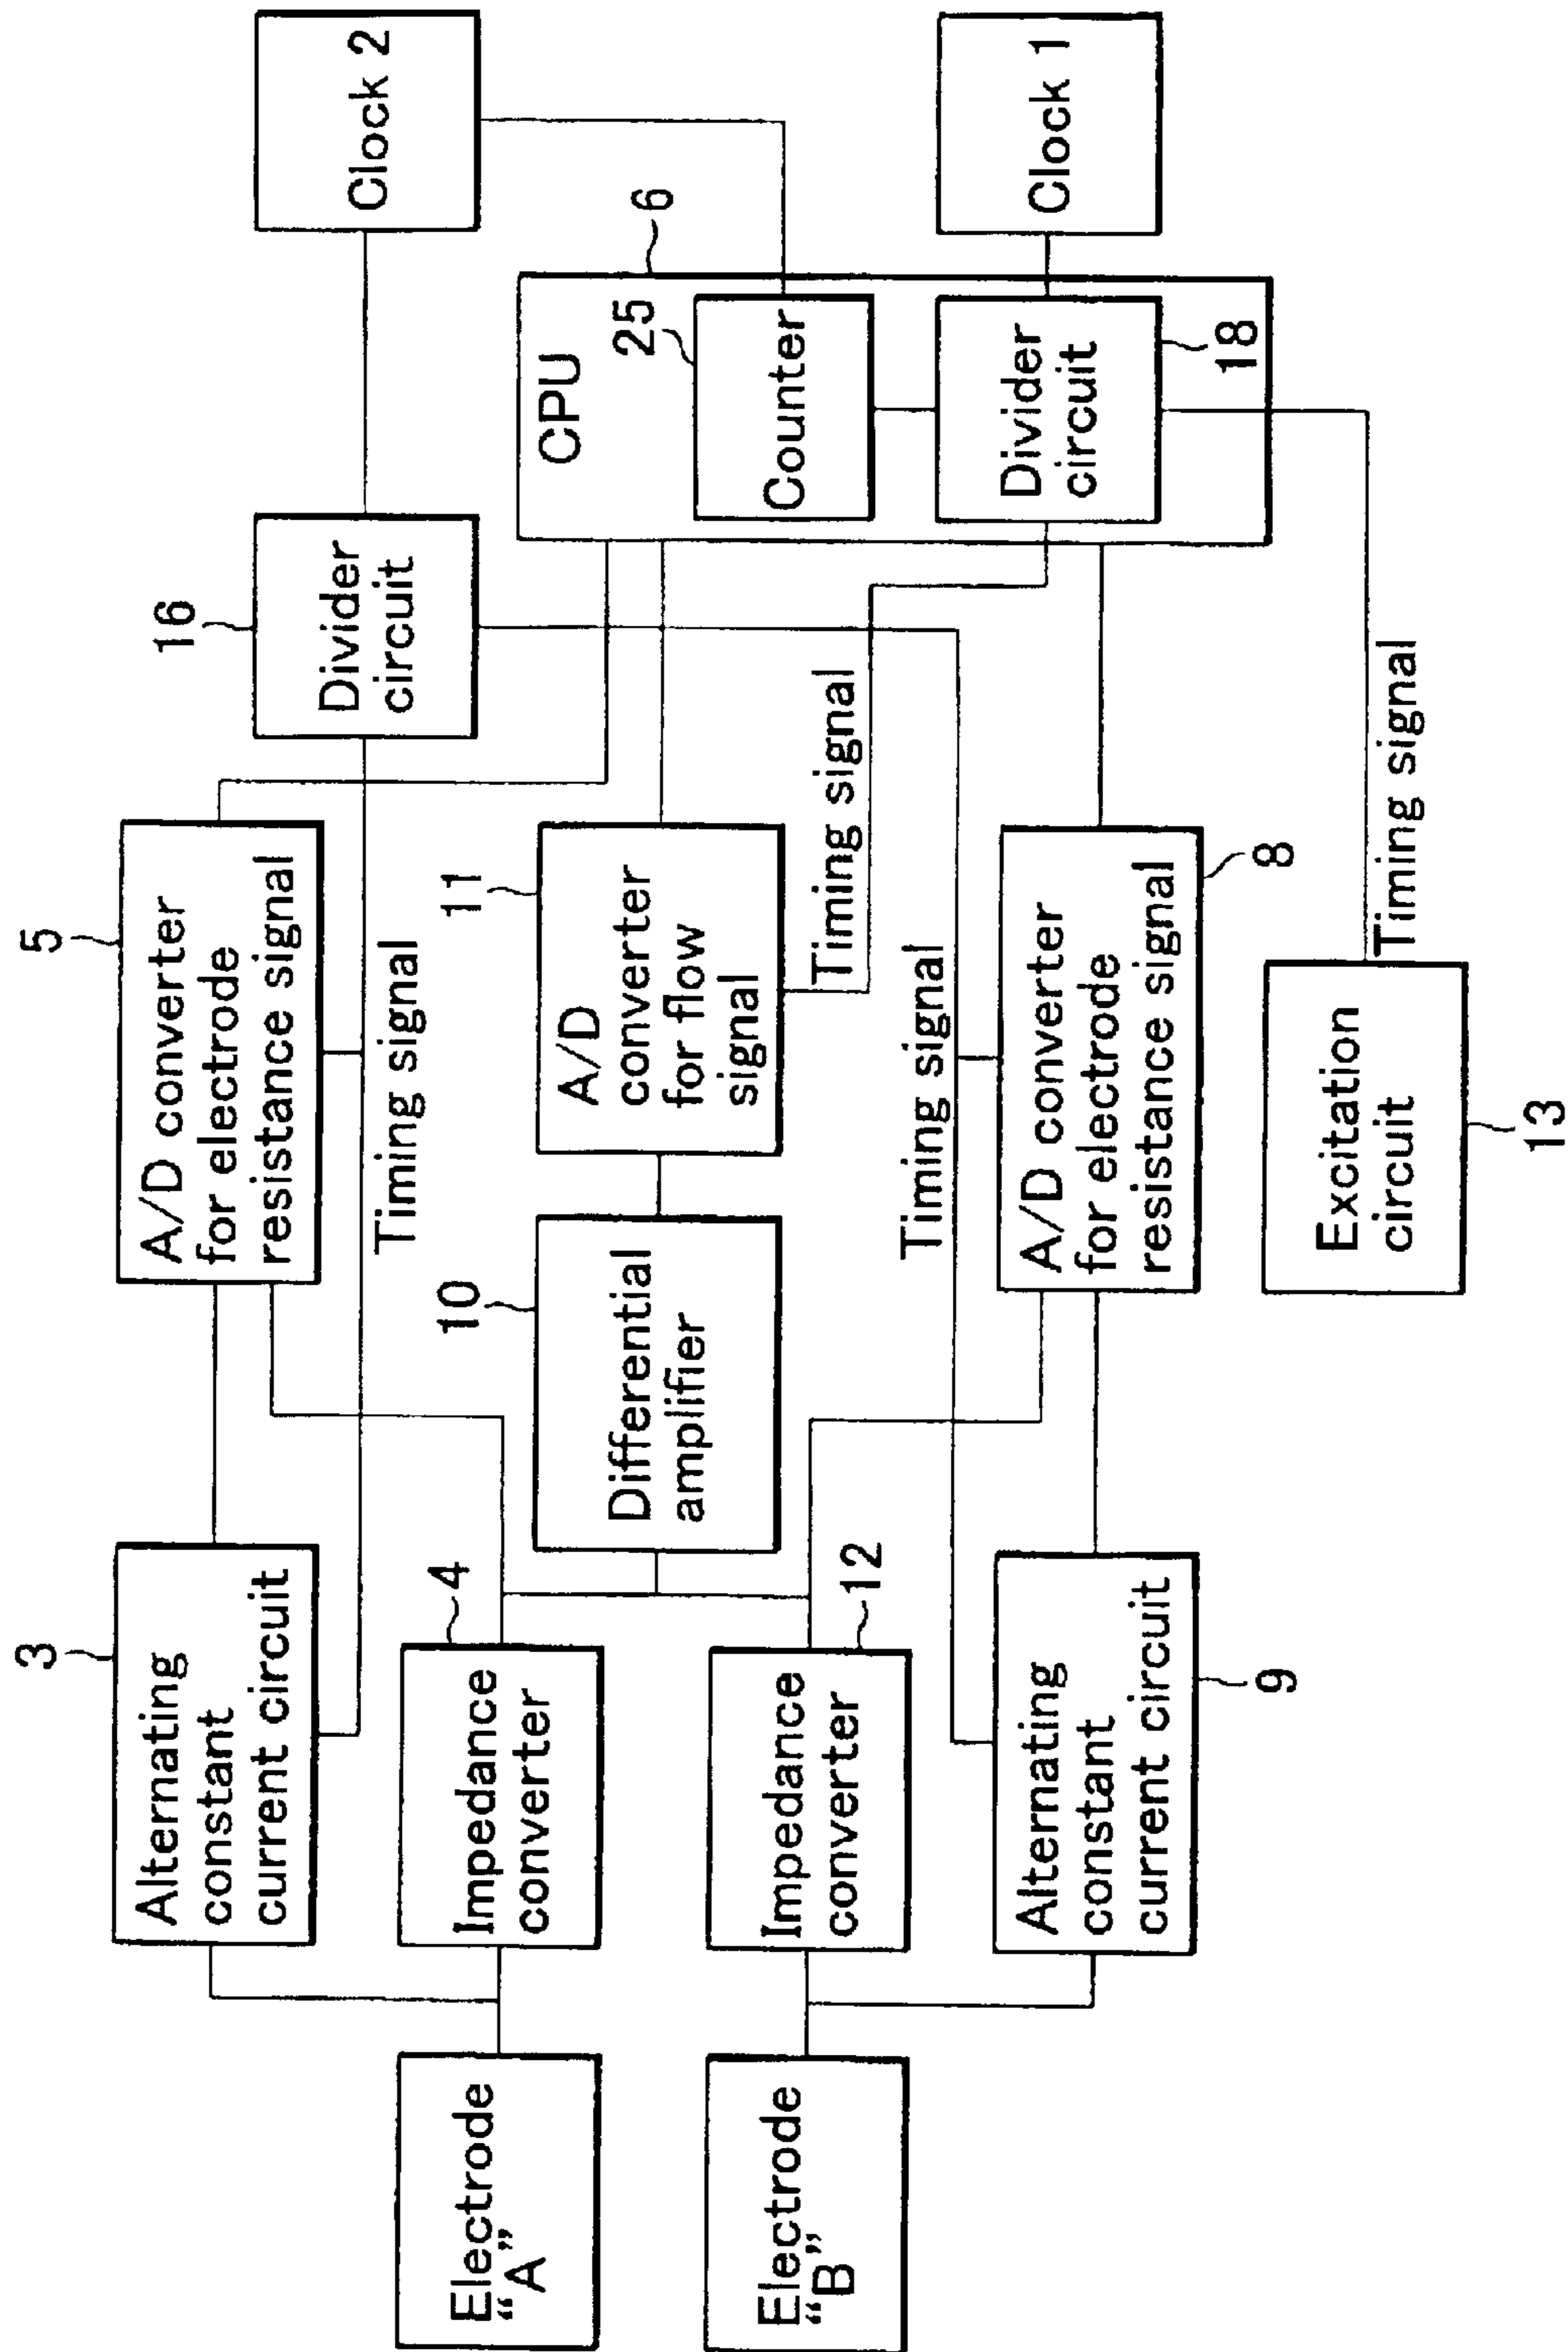 3
Alternating
constant
current circuit
5
A/D converter
for electrode
resistance signal
Timing signal
16
Divider
circuit
Clock 2
Electrode
“A”
4
Impedance
converter
10
Differential
amplifier
11
A/D
converter
for flow
signal
Timing signal
6
CPU
25
Counter
Divider
circuit
18
Clock 1
Electrode
“B”
12
Impedance
converter
Timing signal
Alternating
constant
current circuit
9
A/D converter
for electrode
resistance signal
8
Excitation
circuit
13
Timing signal